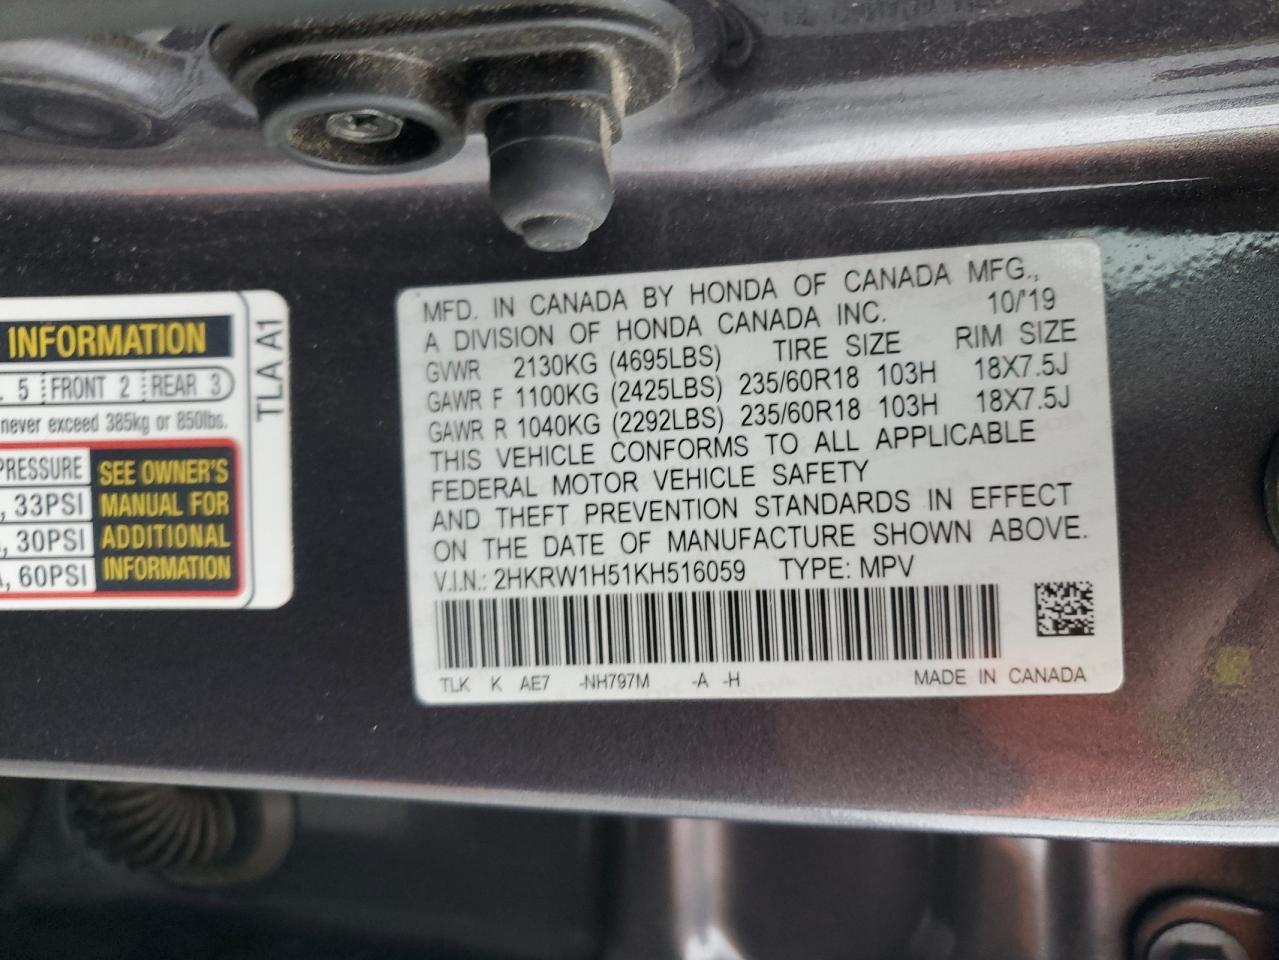 INFORMATION
5 FRONT 2 REAR 3
never exceed 385kg or 850lbs.
PRESSURE
33PSI
30PSI
60PSI
SEE OWNER'S
MANUAL FOR
ADDITIONAL
INFORMATION
TLA A1
MFD. IN CANADA BY HONDA OF CANADA MFG.,
A DIVISION OF HONDA CANADA INC. 10/'19
GVWR 2130KG (4695LBS) TIRE SIZE RIM SIZE
GAWR F 1100KG (2425LBS) 235/60R18 103H 18X7.5J
GAWR R 1040KG (2292LBS) 235/60R18 103H 18X7.5J
THIS VEHICLE CONFORMS TO ALL APPLICABLE
FEDERAL MOTOR VEHICLE SAFETY
AND THEFT PREVENTION STANDARDS IN EFFECT
ON THE DATE OF MANUFACTURE SHOWN ABOVE.
V.I.N.: 2HKRW1H51KH516059 TYPE: MPV
TLK K AE7 -NH797M -A -H MADE IN CANADA